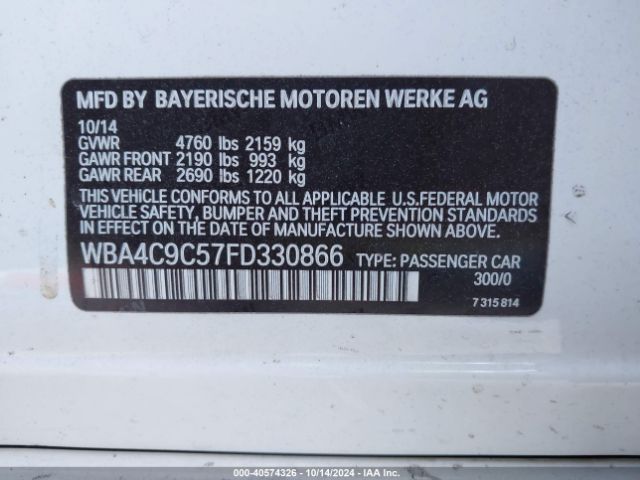 MFD BY BAYERISCHE MOTOREN WERKE AG
10/14
GVWR 4760 lbs 2159 kg
GAWR FRONT 2190 lbs 993 kg
GAWR REAR 2690 lbs 1220 kg
THIS VEHICLE CONFORMS TO ALL APPLICABLE U.S.FEDERAL MOTOR
VEHICLE SAFETY, BUMPER AND THEFT PREVENTION STANDARDS
IN EFFECT ON THE DATE OF MANUFACTURE SHOWN ABOVE.
WBA4C9C57FD330866 TYPE: PASSENGER CAR
300/0
7 315 814
000-40574326 | 10/14/2024 | IAA Inc.